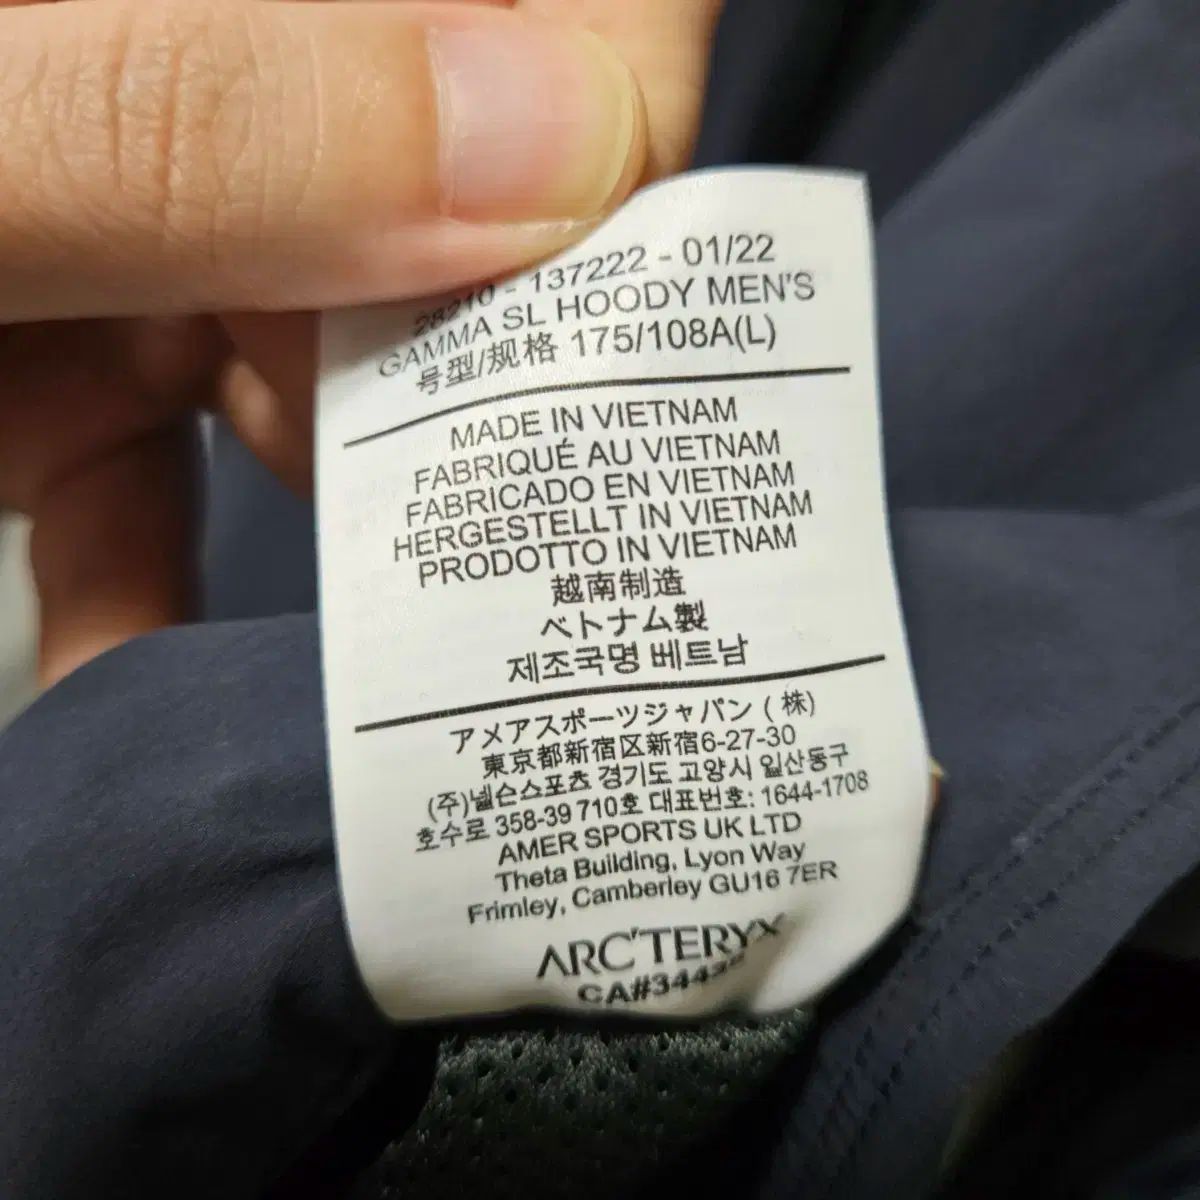 28210 - 137222 - 01/22
GAMMA SL HOODY MEN'S
号型/规格 175/108A(L)
MADE IN VIETNAM
FABRIQUÉ AU VIETNAM
FABRICADO EN VIETNAM
HERGESTELLT IN VIETNAM
PRODOTTO IN VIETNAM
越南制造
ベトナム製
제조국명 베트남
アメアスポーツジャパン (株)
東京都新宿区新宿6-27-30
(주)넬슨스포츠 경기도 고양시 일산동구
호수로 358-39 710호 대표번호: 1644-1708
AMER SPORTS UK LTD
Theta Building, Lyon Way
Frimley, Camberley GU16 7ER
ARC'TERYX